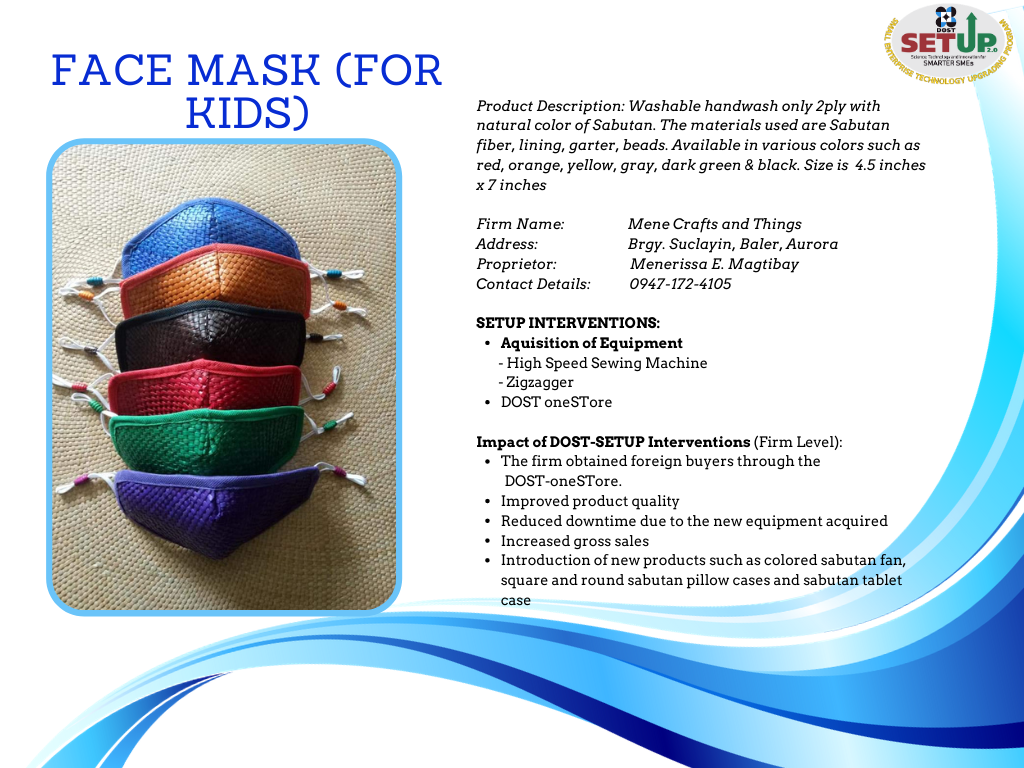 DOST
SETUP 2.0
Science Technology and Innovation for
SMARTER SMEs
SMALL ENTERPRISE TECHNOLOGY UPGRADING PROGRAM
FACE MASK (FOR
KIDS)
Product Description: Washable handwash only 2ply with
natural color of Sabutan. The materials used are Sabutan
fiber, lining, garter, beads. Available in various colors such as
red, orange, yellow, gray, dark green & black. Size is  4.5 inches
x 7 inches
Firm Name: Mene Crafts and Things
Address: Brgy. Suclayin, Baler, Aurora
Proprietor: Menerissa E. Magtibay
Contact Details: 0947-172-4105
SETUP INTERVENTIONS:
• Aquisition of Equipment
- High Speed Sewing Machine
- Zigzagger
• DOST oneSTore
Impact of DOST-SETUP Interventions (Firm Level):
• The firm obtained foreign buyers through the
DOST-oneSTore.
• Improved product quality
• Reduced downtime due to the new equipment acquired
• Increased gross sales
• Introduction of new products such as colored sabutan fan,
square and round sabutan pillow cases and sabutan tablet
case